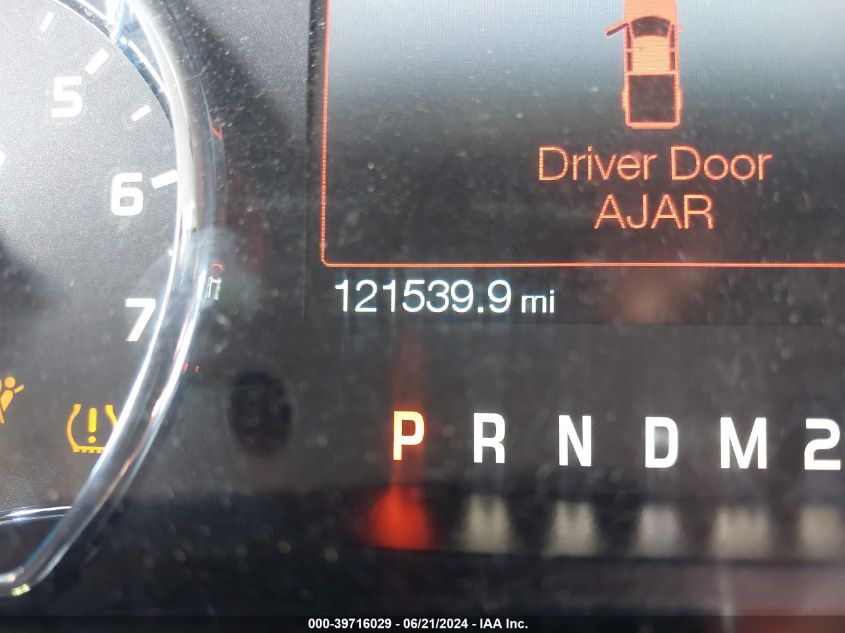 5
6
7
Driver Door
AJAR
121539.9 mi
P R N D M 2
000-39716029 - 06/21/2024 - IAA Inc.